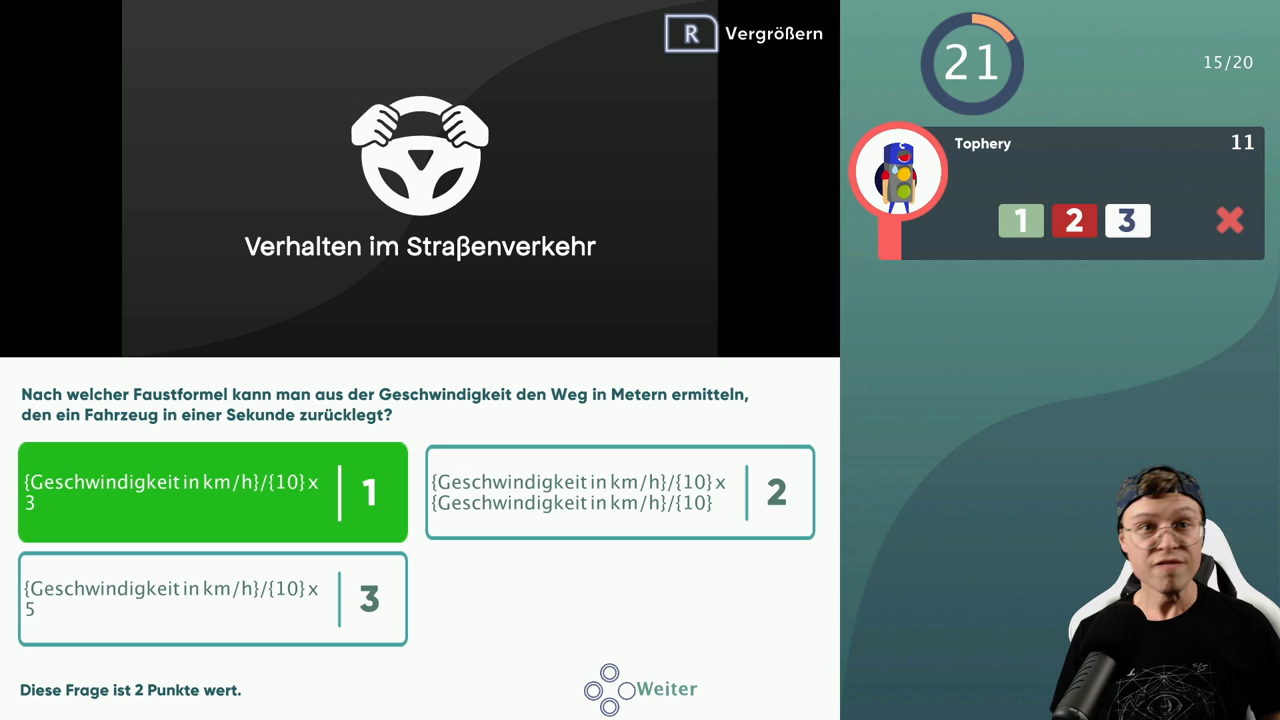 R Vergrößern
Verhalten im Straßenverkehr
21
15/20
Tophery 11
1 2 3
Nach welcher Faustformel kann man aus der Geschwindigkeit den Weg in Metern ermitteln,
den ein Fahrzeug in einer Sekunde zurücklegt?
{Geschwindigkeit in km/h}/{10} x
3
1
{Geschwindigkeit in km/h}/{10} x
{Geschwindigkeit in km/h}/{10}
2
{Geschwindigkeit in km/h}/{10} x
5
3
Diese Frage ist 2 Punkte wert.
Weiter